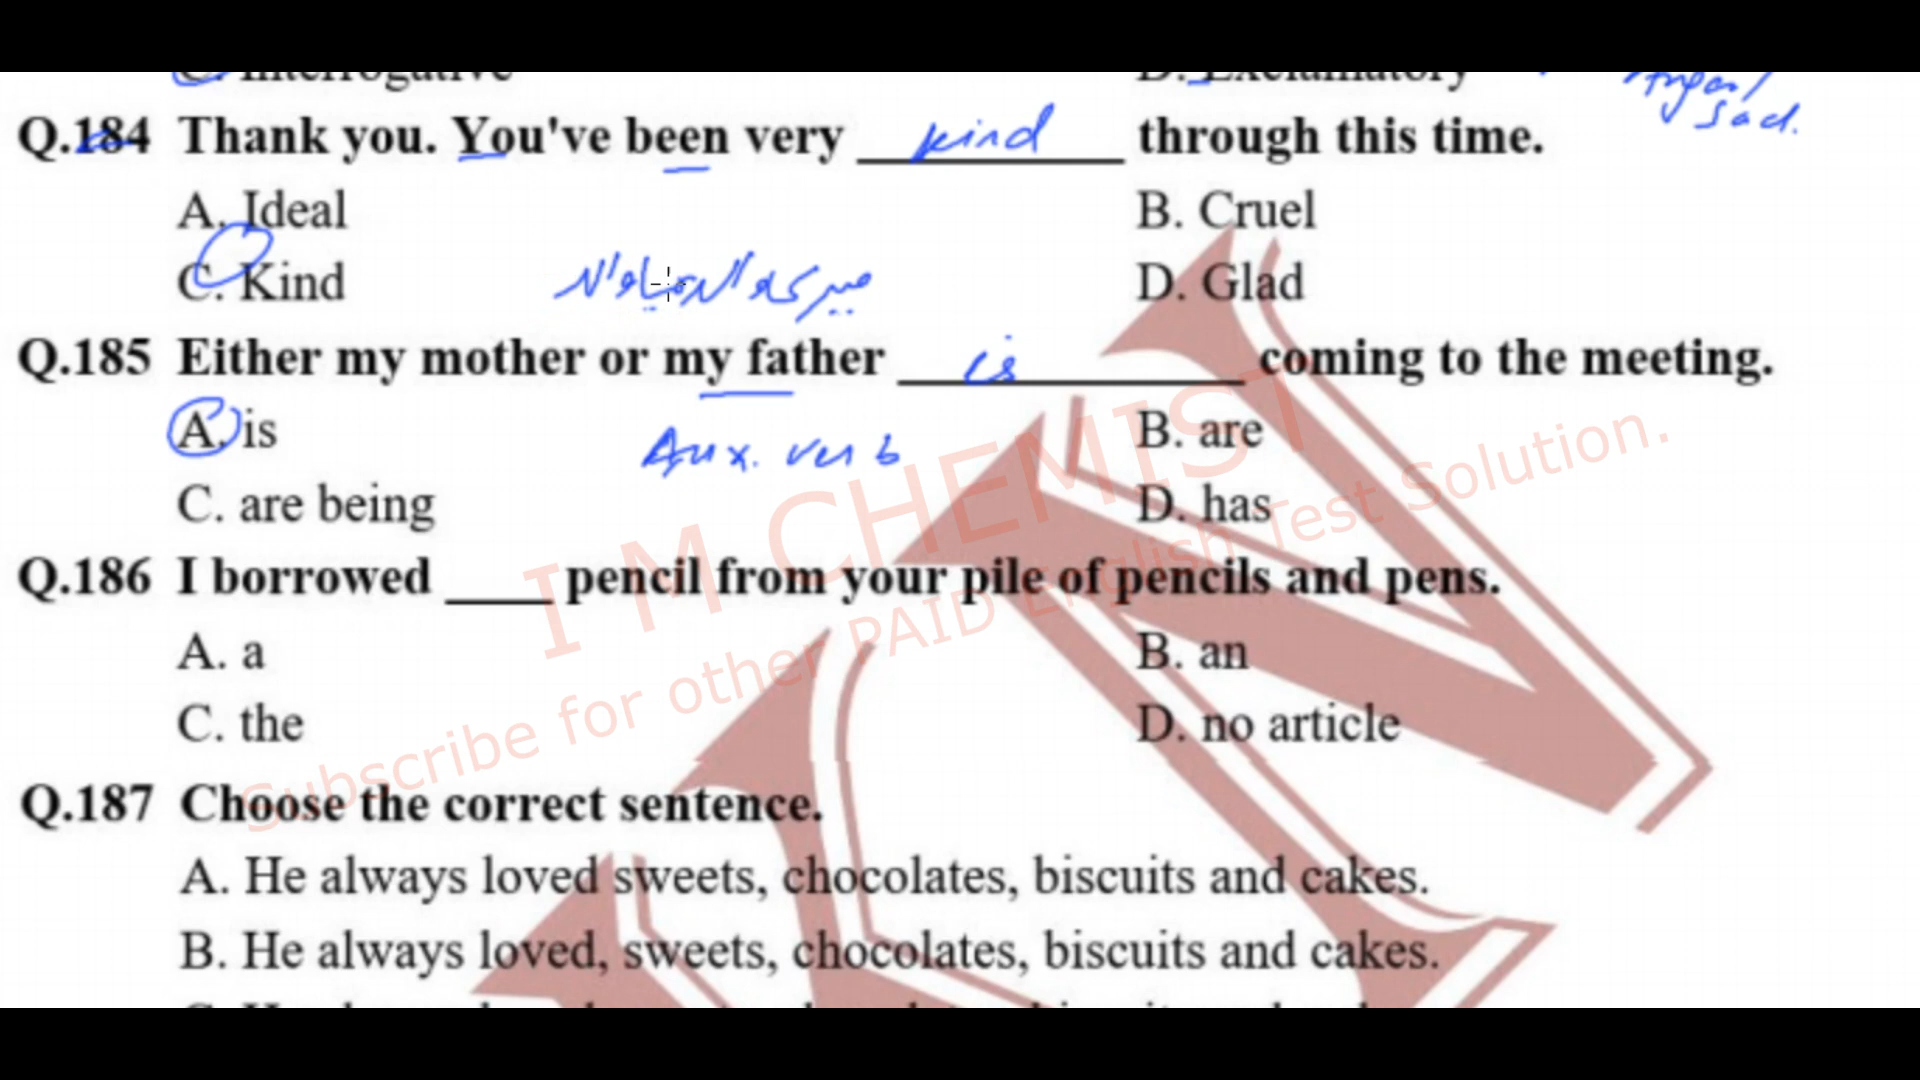 C. Interrogative D. Exclamatory
sad.
Q.184 Thank you. You've been very kind through this time.
A. Ideal B. Cruel
C. Kind D. Glad
Q.185 Either my mother or my father is coming to the meeting.
A. is B. are
Aux. verb
C. are being D. has
Q.186 I borrowed ____ pencil from your pile of pencils and pens.
A. a B. an
C. the D. no article
Q.187 Choose the correct sentence.
A. He always loved sweets, chocolates, biscuits and cakes.
B. He always loved, sweets, chocolates, biscuits and cakes.
I M CHEMIST
Subscribe for other PAID English Test Solution.